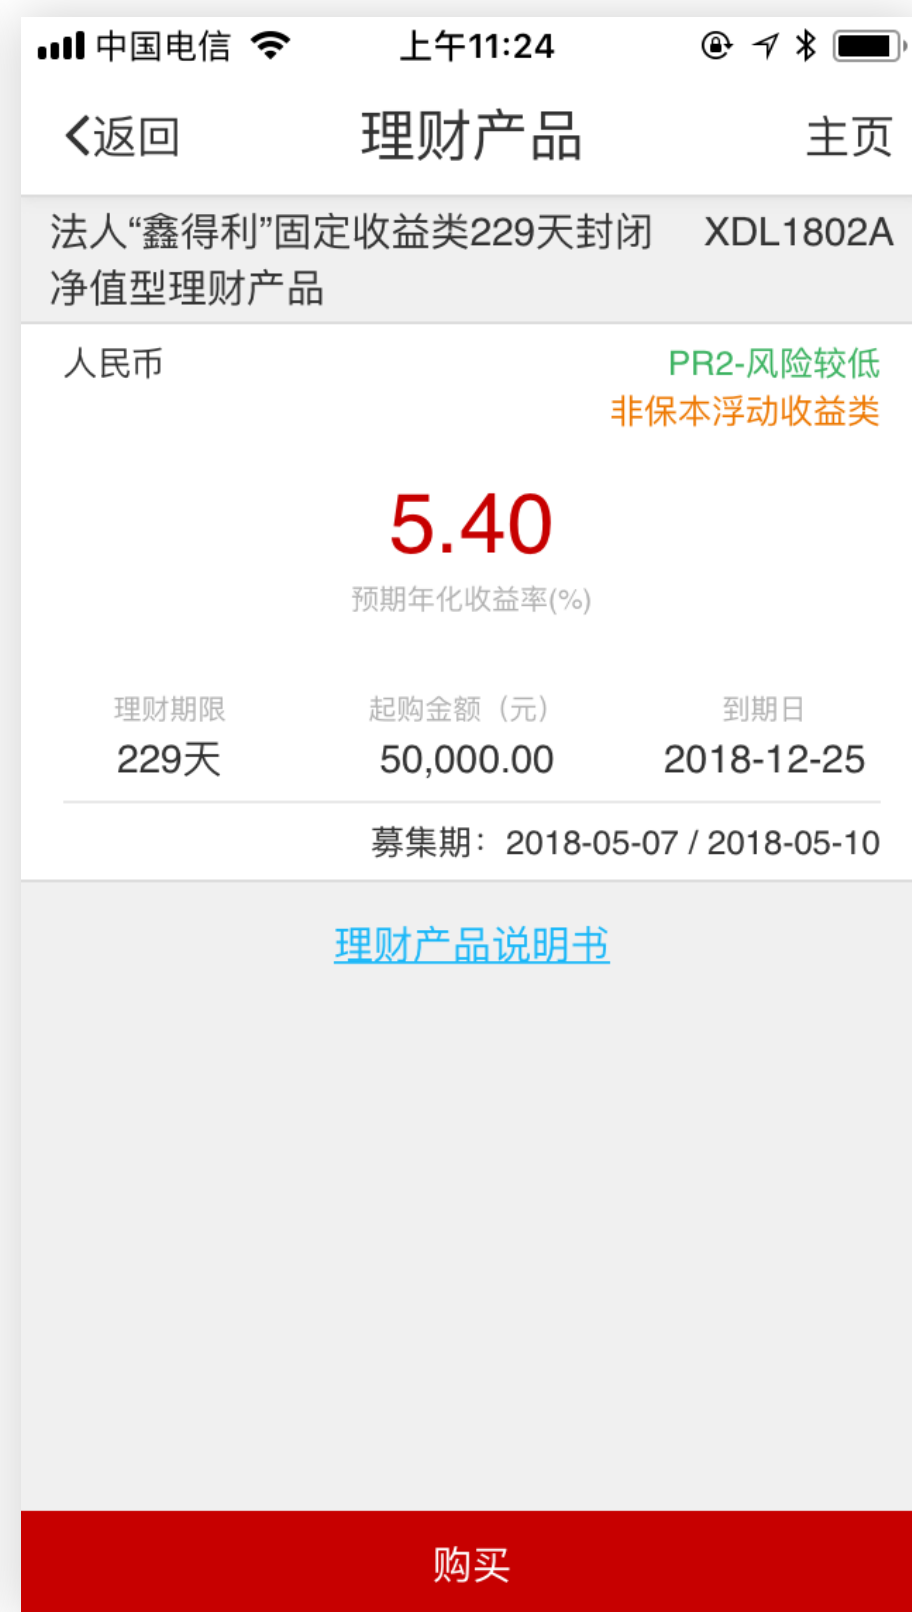 中国电信 上午11:24
返回 理财产品 主页
法人“鑫得利”固定收益类229天封闭 XDL1802A
净值型理财产品
人民币 PR2-风险较低
非保本浮动收益类
5.40
预期年化收益率(%)
理财期限 起购金额（元） 到期日
229天 50,000.00 2018-12-25
募集期：2018-05-07 / 2018-05-10
理财产品说明书
购买